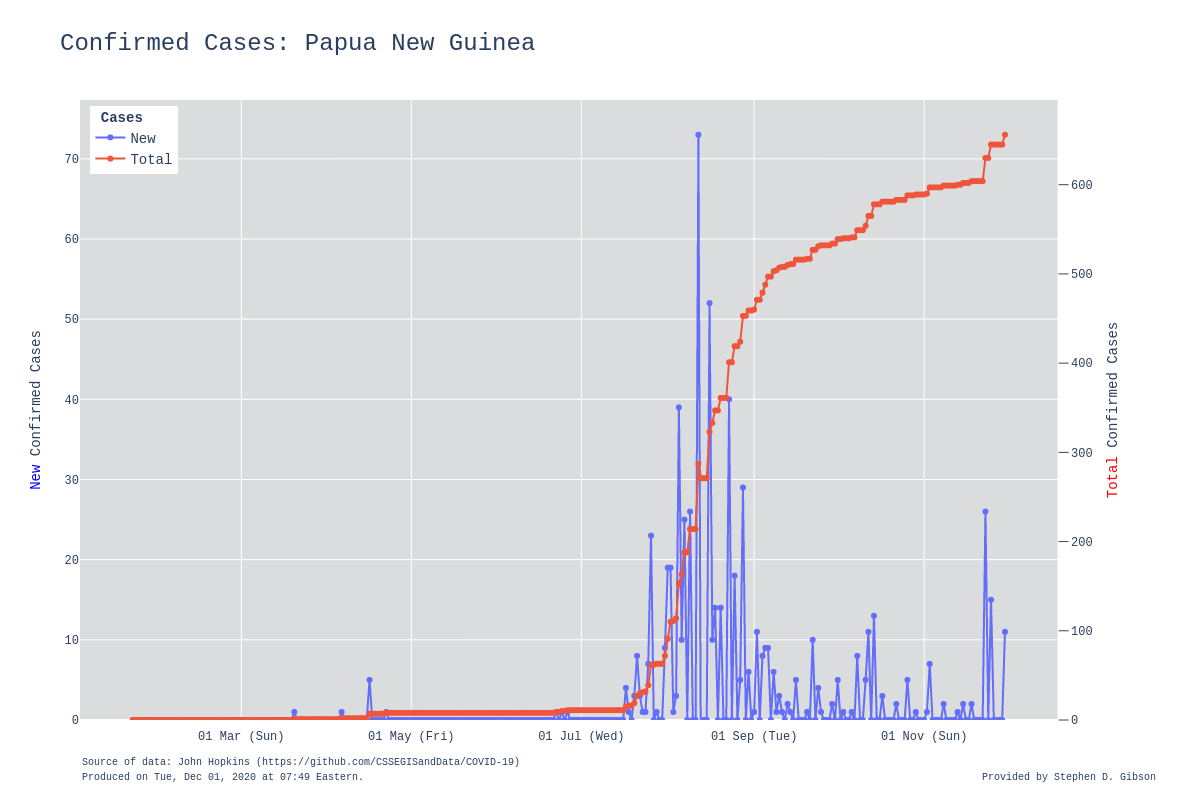 Confirmed Cases: Papua New Guinea
Cases
New
Total
70
60
50
40
30
20
10
0
600
500
400
300
200
100
0
New Confirmed Cases
Total Confirmed Cases
01 Mar (Sun)
01 May (Fri)
01 Jul (Wed)
01 Sep (Tue)
01 Nov (Sun)
Source of data: John Hopkins (https://github.com/CSSEGISandData/COVID-19)
Produced on Tue, Dec 01, 2020 at 07:49 Eastern.
Provided by Stephen D. Gibson